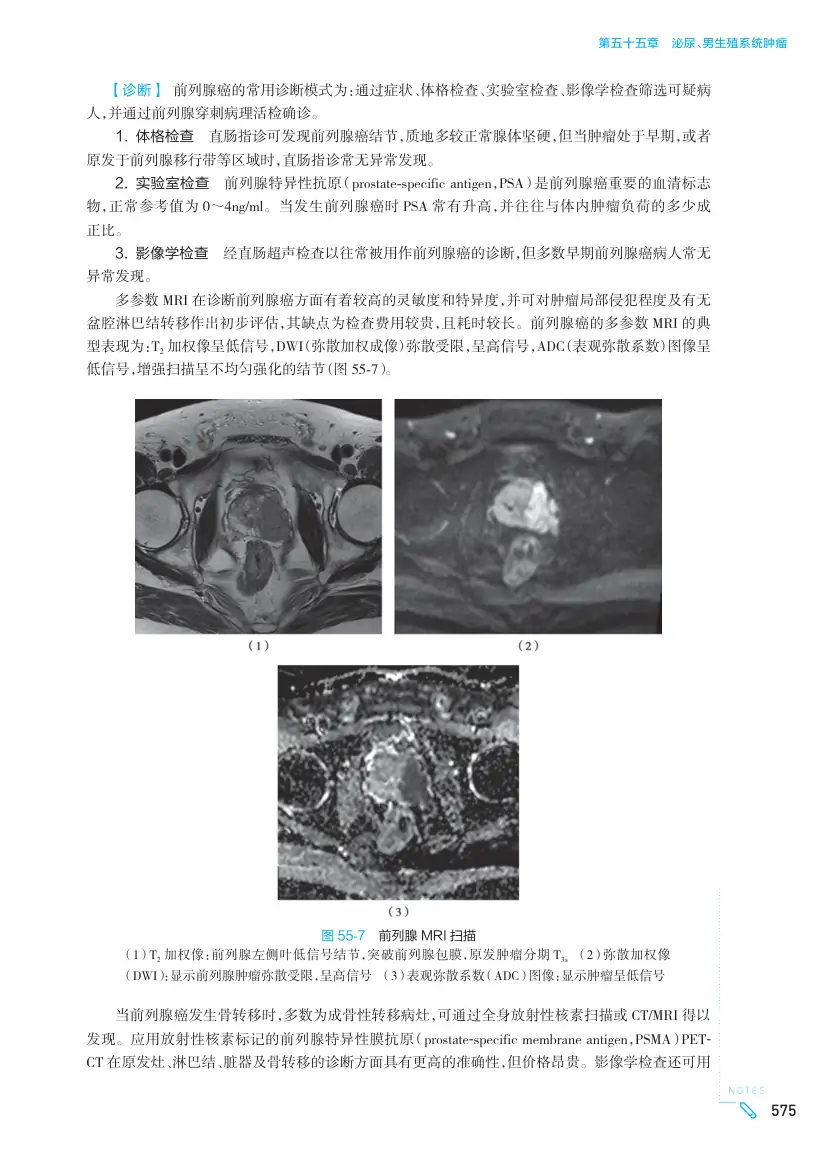 第五十五章 泌尿、男生殖系统肿瘤
【诊断】 前列腺癌的常用诊断模式为:通过症状、体格检查、实验室检查、影像学检查筛选可疑病
人,并通过前列腺穿刺病理活检确诊。
1. 体格检查 直肠指诊可发现前列腺癌结节,质地多较正常腺体坚硬,但当肿瘤处于早期,或者
原发于前列腺移行带等区域时,直肠指诊常无异常发现。
2. 实验室检查 前列腺特异性抗原(prostate-specific antigen,PSA)是前列腺癌重要的血清标志
物,正常参考值为 0～4ng/ml。当发生前列腺癌时 PSA 常有升高,并往往与体内肿瘤负荷的多少成
正比。
3. 影像学检查 经直肠超声检查以往常被用作前列腺癌的诊断,但多数早期前列腺癌病人常无
异常发现。
多参数 MRI 在诊断前列腺癌方面有着较高的灵敏度和特异度,并可对肿瘤局部侵犯程度及有无
盆腔淋巴结转移作出初步评估,其缺点为检查费用较贵,且耗时较长。前列腺癌的多参数 MRI 的典
型表现为:T₂ 加权像呈低信号,DWI(弥散加权成像)弥散受限,呈高信号,ADC(表观弥散系数)图像呈
低信号,增强扫描呈不均匀强化的结节(图 55-7)。
(1)
(2)
(3)
图 55-7 前列腺 MRI 扫描
(1)T₂ 加权像:前列腺左侧叶低信号结节,突破前列腺包膜,原发肿瘤分期 T₃ₐ (2)弥散加权像
(DWI):显示前列腺肿瘤弥散受限,呈高信号 (3)表观弥散系数(ADC)图像:显示肿瘤呈低信号
当前列腺癌发生骨转移时,多数为成骨性转移病灶,可通过全身放射性核素扫描或 CT/MRI 得以
发现。应用放射性核素标记的前列腺特异性膜抗原(prostate-specific membrane antigen,PSMA)PET-
CT 在原发灶、淋巴结、脏器及骨转移的诊断方面具有更高的准确性,但价格昂贵。影像学检查还可用
NOTES
575